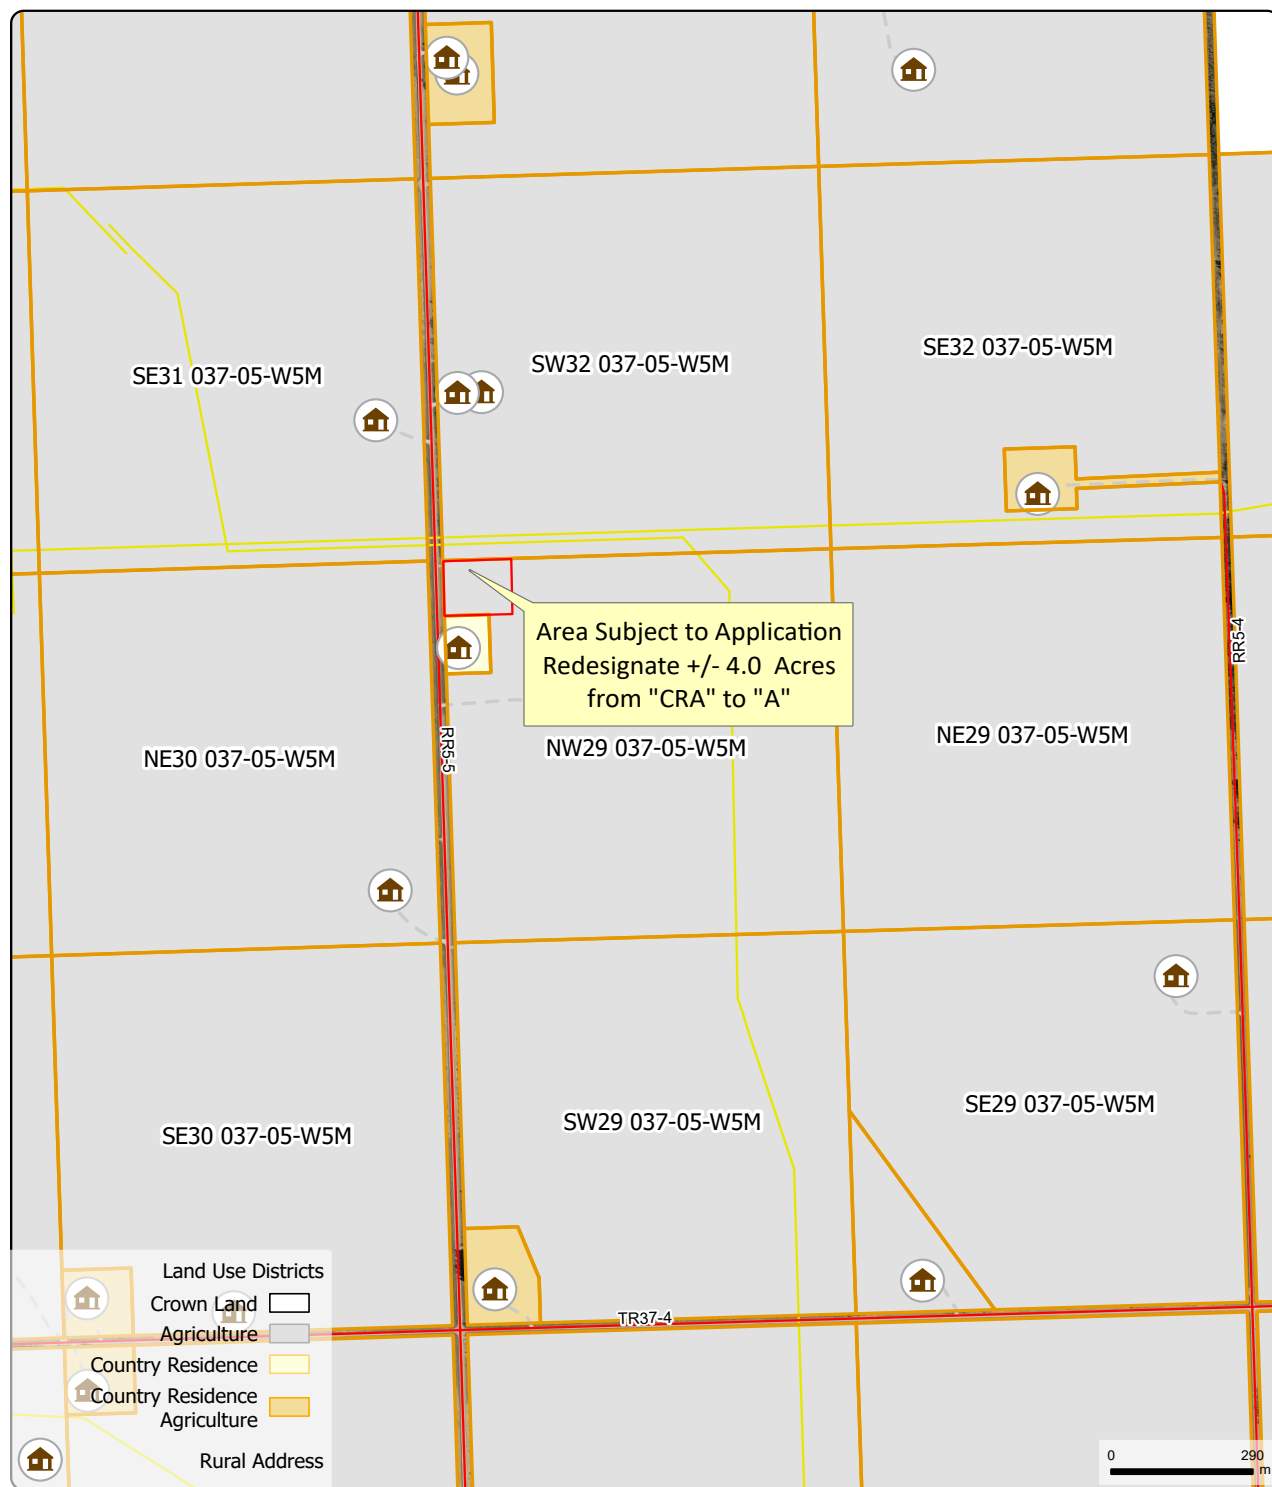 SE31 037-05-W5M
SW32 037-05-W5M
SE32 037-05-W5M
Area Subject to Application
Redesignate +/- 4.0 Acres
from "CRA" to "A"
RR5-4
RR5-5
NE30 037-05-W5M
NW29 037-05-W5M
NE29 037-05-W5M
SE30 037-05-W5M
SW29 037-05-W5M
SE29 037-05-W5M
TR37-4
Land Use Districts
Crown Land
Agriculture
Country Residence
Country Residence
Agriculture
Rural Address
0 290
m